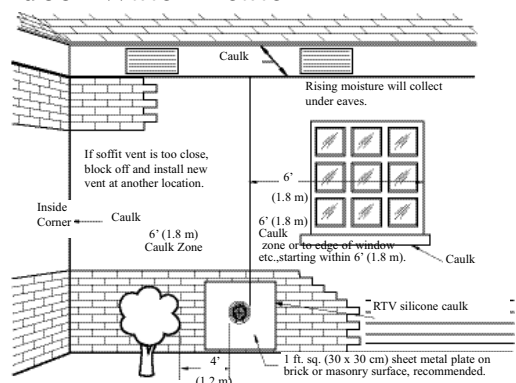 Caulk
Rising moisture will collect
under eaves.
If soffit vent is too close,
block off and install new
vent at another location.
6’
(1.8 m)
Inside
Corner
Caulk
6’ (1.8 m)
Caulk Zone
6’ (1.8 m)
Caulk
zone or to edge of window
etc.,starting within 6’ (1.8 m).
Caulk
RTV silicone caulk
4’
(1.2 m)
1 ft. sq. (30 x 30 cm) sheet metal plate on
brick or masonry surface, recommended.